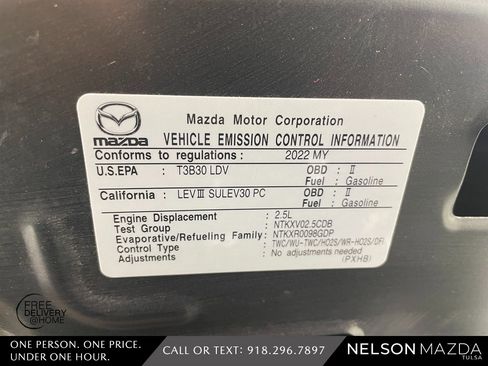 mazda
Mazda Motor Corporation
VEHICLE EMISSION CONTROL INFORMATION
Conforms to regulations : 2022 MY
U.S.EPA : T3B30 LDV OBD : II
Fuel : Gasoline
California : LEVIII SULEV30 PC OBD : II
Fuel : Gasoline
Engine Displacement : 2.5L
Test Group : NTKXV02.5CDB
Evaporative/Refueling Family: NTKXR0098GDP
Control Type : TWC/WU-TWC/HO2S/WR-HO2S/DFI
Adjustments : No adjustments needed
(PXHB)
FREE
DELIVERY
@HOME
ONE PERSON. ONE PRICE.
UNDER ONE HOUR.
CALL OR TEXT: 918.296.7897
NELSON MAZDA
TULSA